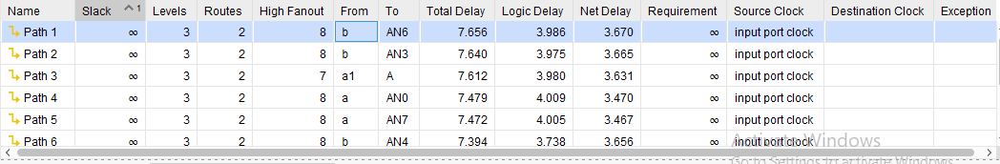 Name Slack 1 Levels Routes High Fanout From To Total Delay Logic Delay Net Delay Requirement Source Clock Destination Clock Exception
Path 1 ∞ 3 2 8 b AN6 7.656 3.986 3.670 ∞ input port clock
Path 2 ∞ 3 2 8 b AN3 7.640 3.975 3.665 ∞ input port clock
Path 3 ∞ 3 2 7 a1 A 7.612 3.980 3.631 ∞ input port clock
Path 4 ∞ 3 2 8 a AN0 7.479 4.009 3.470 ∞ input port clock
Path 5 ∞ 3 2 8 a AN7 7.472 4.005 3.467 ∞ input port clock
Path 6 ∞ 3 2 8 b AN4 7.394 3.738 3.656 ∞ input port clock
Activate Windows
Go to Settings to activate Windows.